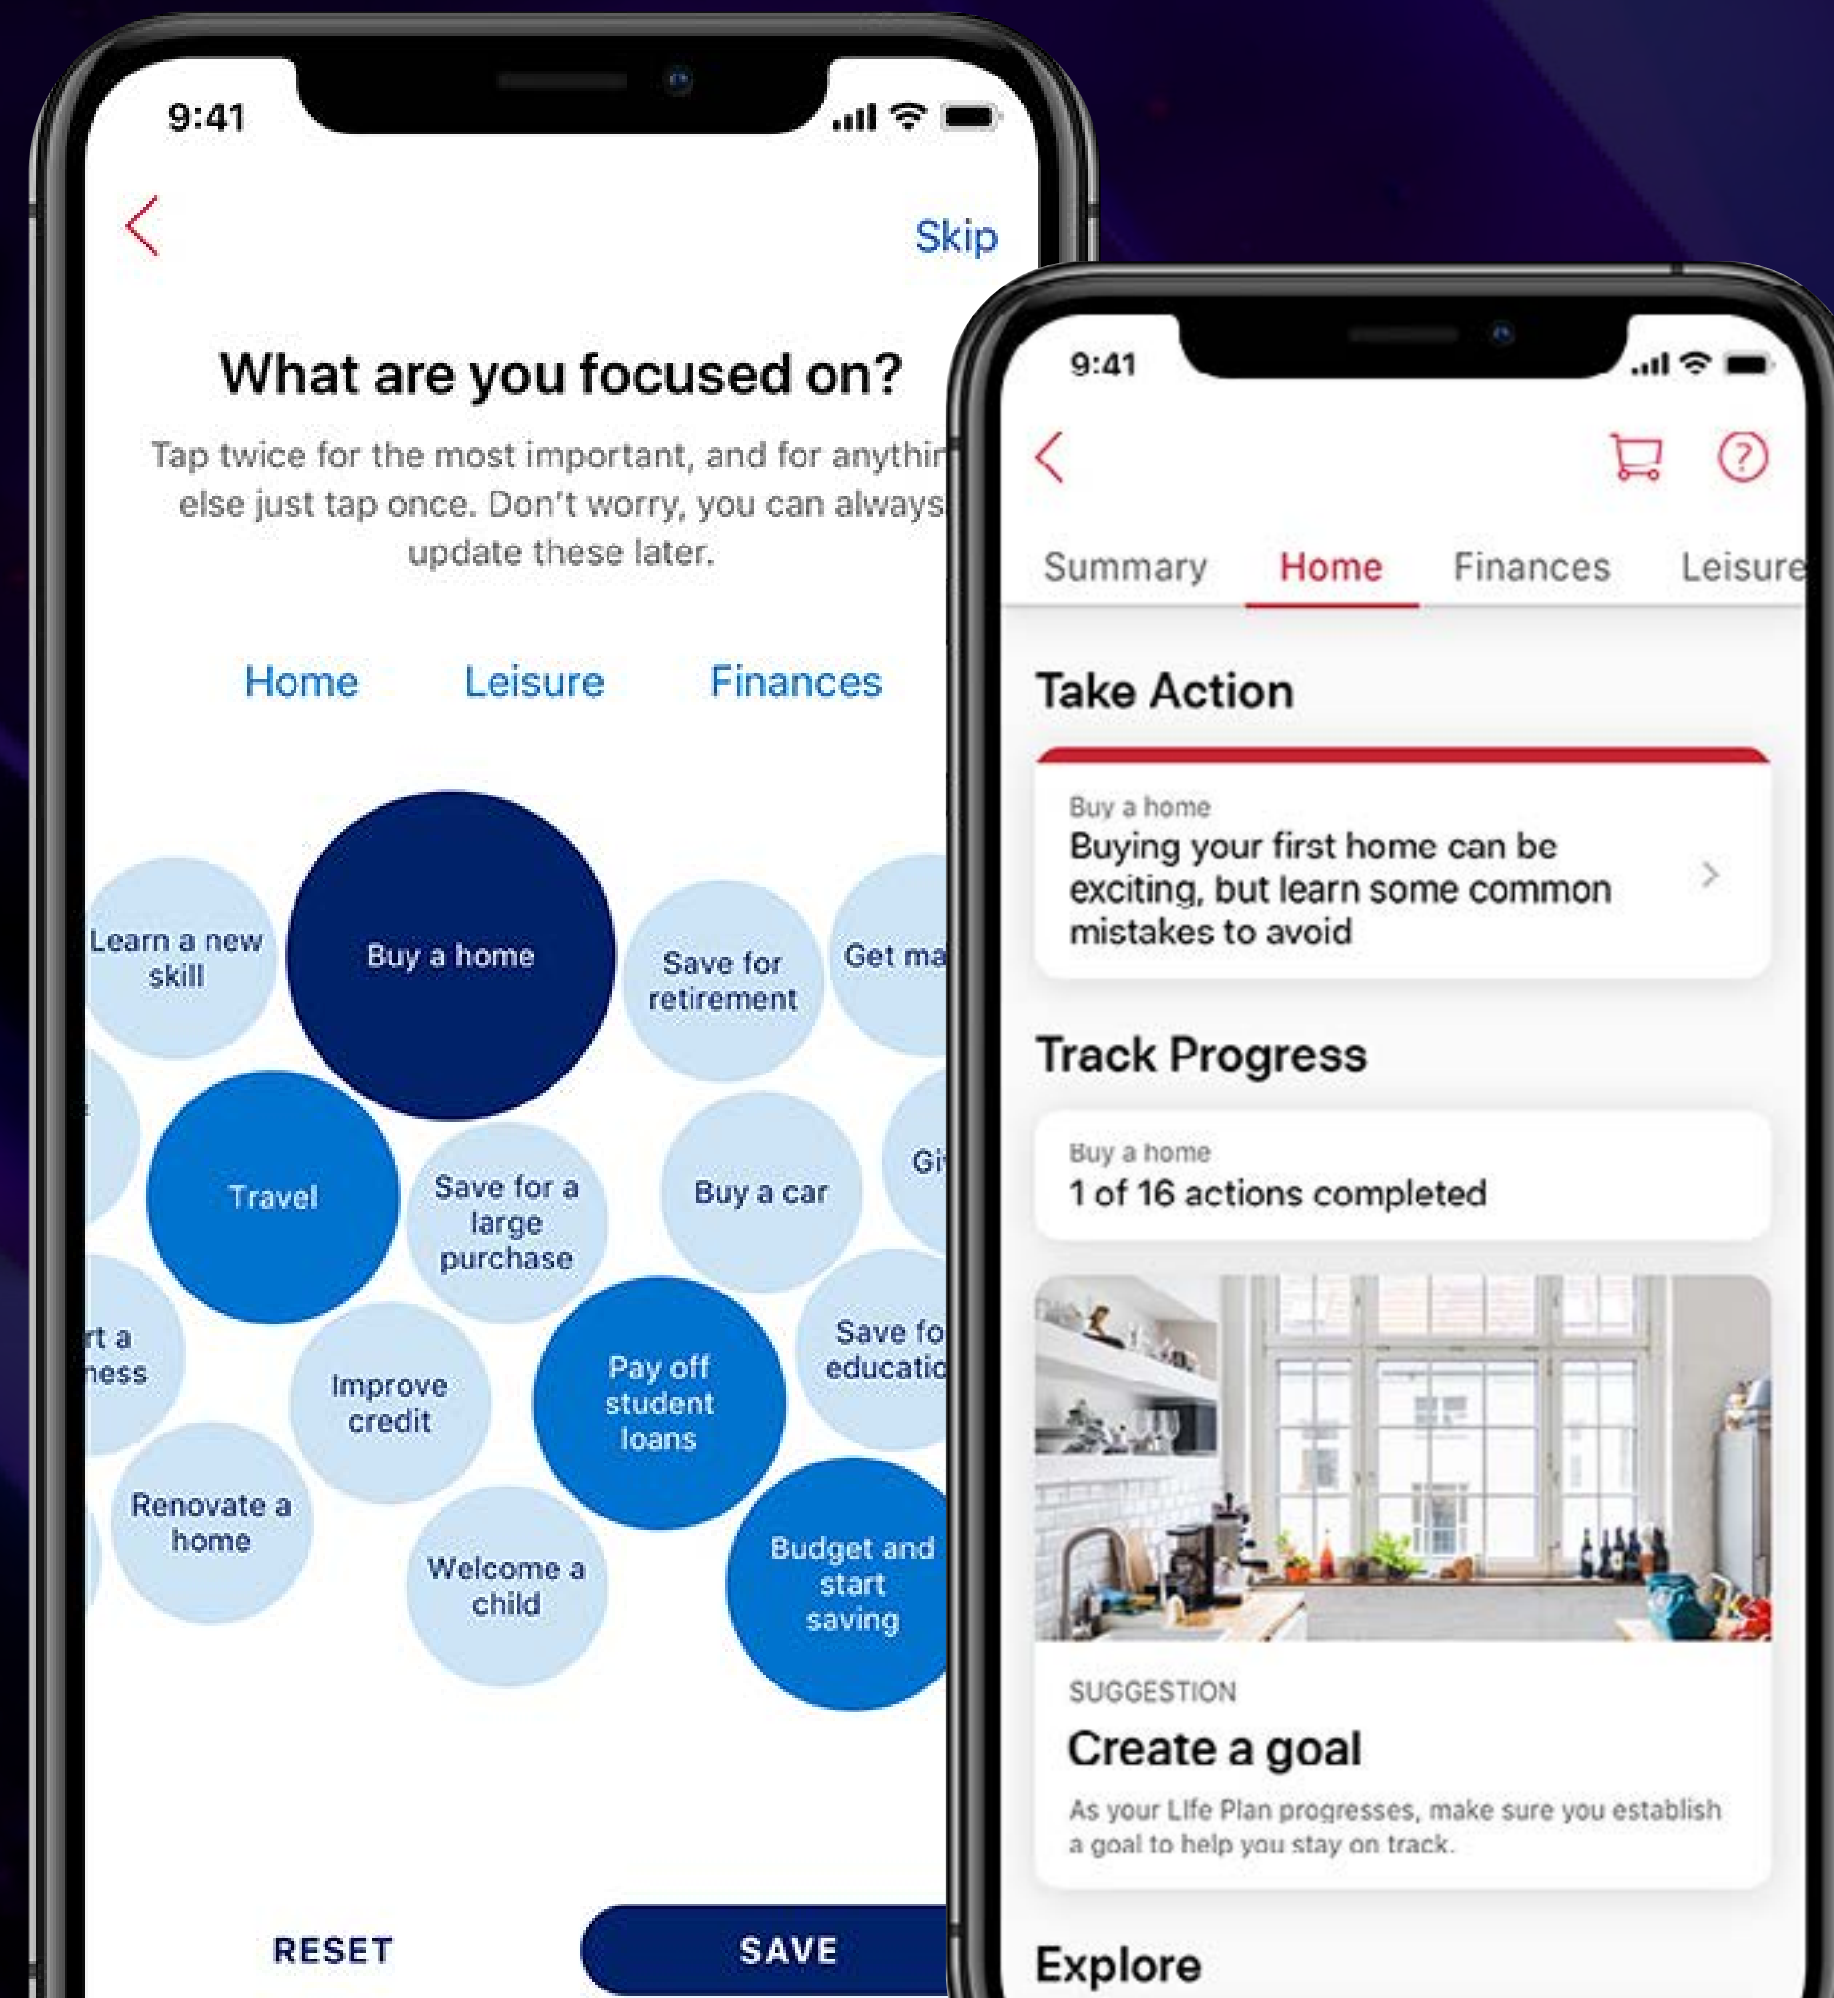 9:41
Skip
What are you focused on?
Tap twice for the most important, and for
else just tap once. Don't worry, you can always
update these later.
Home Leisure Finances
Learn a new
skill
Buy a home
Save for
retirement
Get
Travel
Save for a
large
purchase
Buy a car
Improve
credit
Pay off
student
loans
Save
Renovate a
home
Welcome a
child
Budget and
start
saving
RESET
SAVE
9:41
Summary Home Finances Leisure
Take Action
Buy a home
Buying your first home can be
exciting, but learn some common
mistakes to avoid
Track Progress
Buy a home
1 of 16 actions completed
SUGGESTION
Create a goal
As your LIfe Plan progresses, make sure you establish
a goal to help you stay on track.
Explore